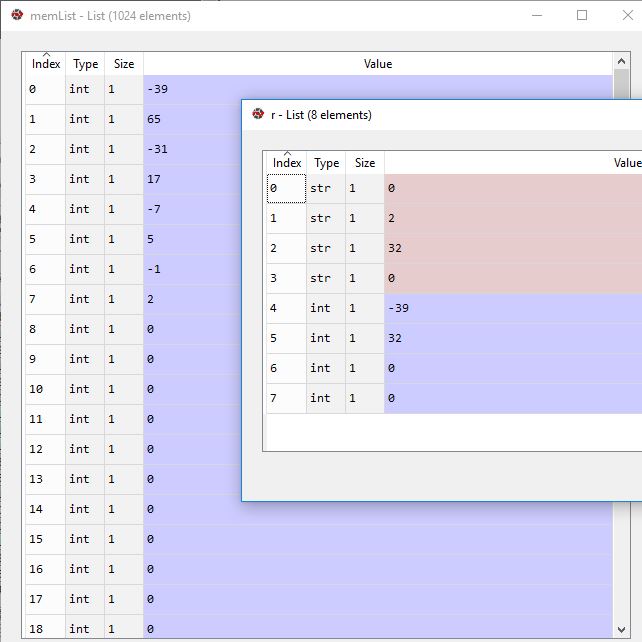 memList - List (1024 elements)
Index Type Size Value
0 int 1 -39
1 int 1 65
2 int 1 -31
3 int 1 17
4 int 1 -7
5 int 1 5
6 int 1 -1
7 int 1 2
8 int 1 0
9 int 1 0
10 int 1 0
11 int 1 0
12 int 1 0
13 int 1 0
14 int 1 0
15 int 1 0
16 int 1 0
17 int 1 0
18 int 1 0
r - List (8 elements)
Index Type Size Value
0 str 1 0
1 str 1 2
2 str 1 32
3 str 1 0
4 int 1 -39
5 int 1 32
6 int 1 0
7 int 1 0